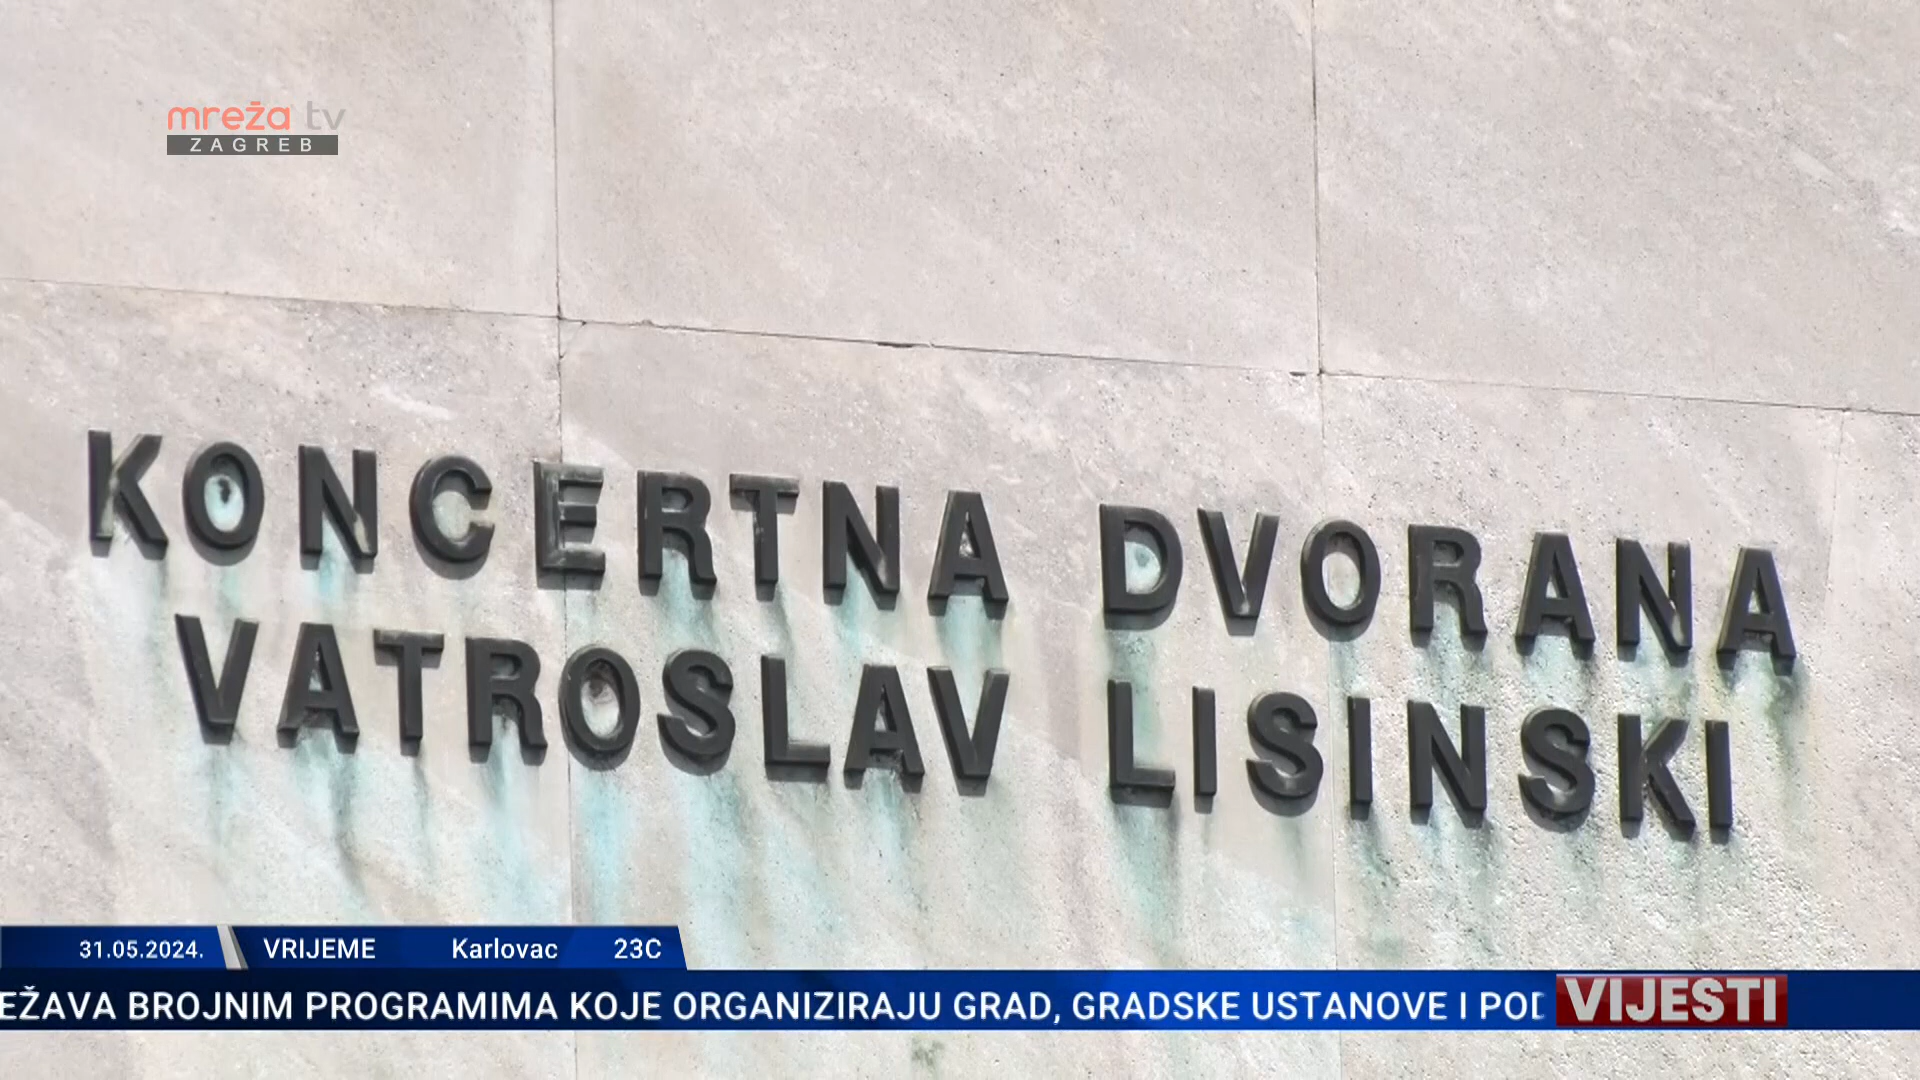 mreža tv
ZAGREB
KONCERTNA DVORANA
VATROSLAV LISINSKI
31.05.2024. VRIJEME Karlovac 23C
EŽAVA BROJNIM PROGRAMIMA KOJE ORGANIZIRAJU GRAD, GRADSKE USTANOVE I POD
VIJESTI